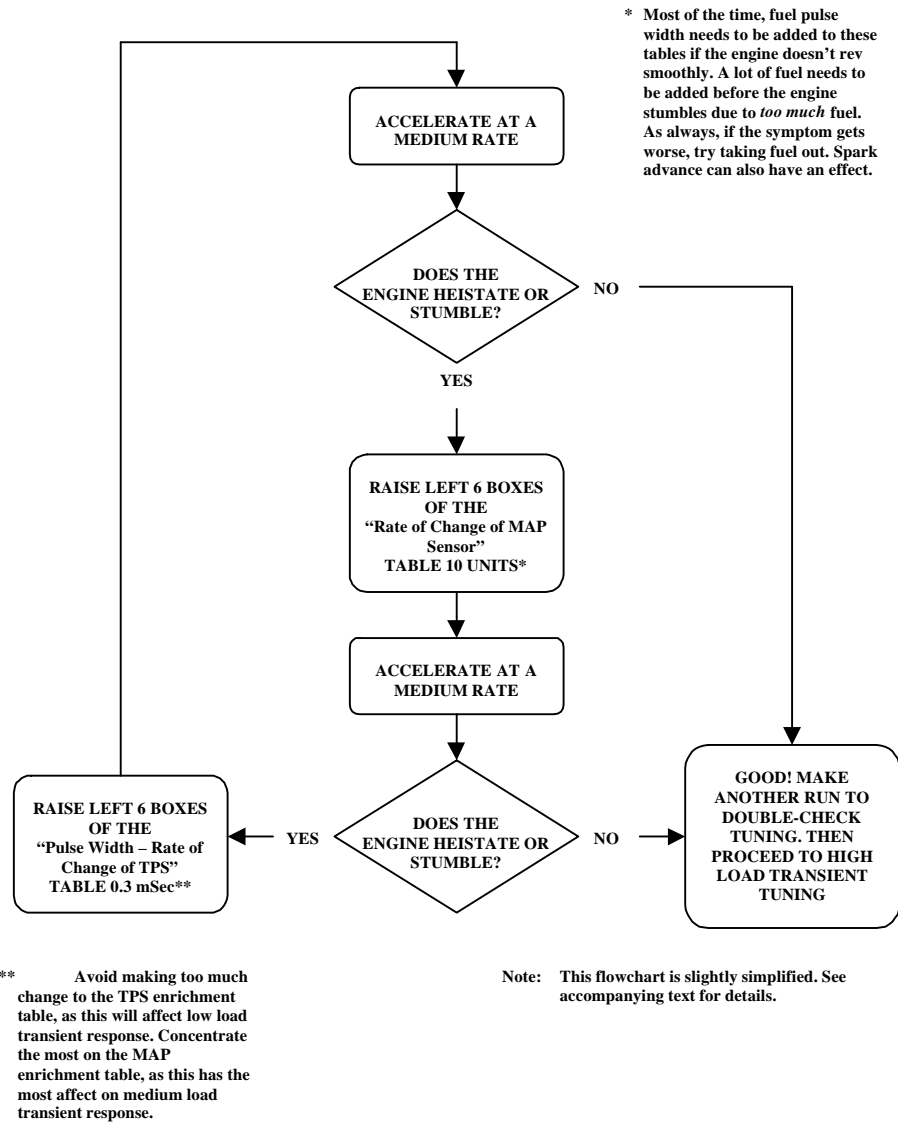 * Most of the time, fuel pulse
width needs to be added to these
tables if the engine doesn't rev
smoothly. A lot of fuel needs to
be added before the engine
stumbles due to too much fuel.
As always, if the symptom gets
worse, try taking fuel out. Spark
advance can also have an effect.
ACCELERATE AT A
MEDIUM RATE
DOES THE
ENGINE HEISTATE OR
STUMBLE?
NO
YES
RAISE LEFT 6 BOXES
OF THE
“Rate of Change of MAP
Sensor”
TABLE 10 UNITS*
ACCELERATE AT A
MEDIUM RATE
DOES THE
ENGINE HEISTATE OR
STUMBLE?
YES
NO
RAISE LEFT 6 BOXES
OF THE
“Pulse Width – Rate of
Change of TPS”
TABLE 0.3 mSec**
GOOD! MAKE
ANOTHER RUN TO
DOUBLE-CHECK
TUNING. THEN
PROCEED TO HIGH
LOAD TRANSIENT
TUNING
** Avoid making too much
change to the TPS enrichment
table, as this will affect low load
transient response. Concentrate
the most on the MAP
enrichment table, as this has the
most affect on medium load
transient response.
Note: This flowchart is slightly simplified. See
accompanying text for details.